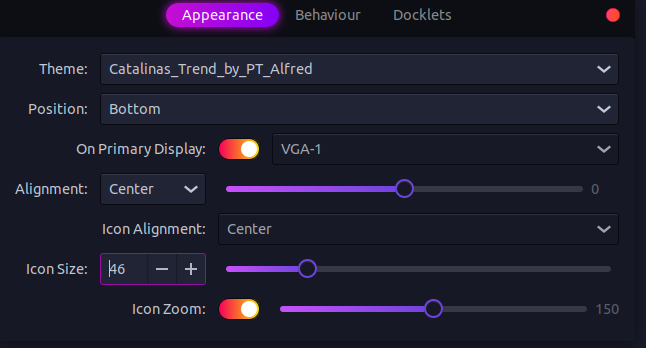 Appearance Behaviour Docklets
Theme: Catalinas_Trend_by_PT_Alfred
Position: Bottom
On Primary Display: VGA-1
Alignment: Center 0
Icon Alignment: Center
Icon Size: 46 − +
Icon Zoom: 150